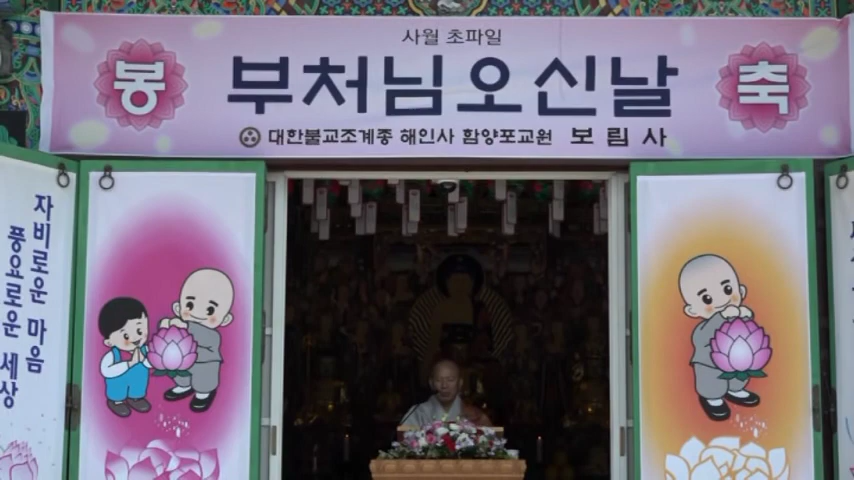 사월 초파일
봉 부처님오신날 축
대한불교조계종 해인사 함양포교원 보림사
자비로운 마음
풍요로운 세상